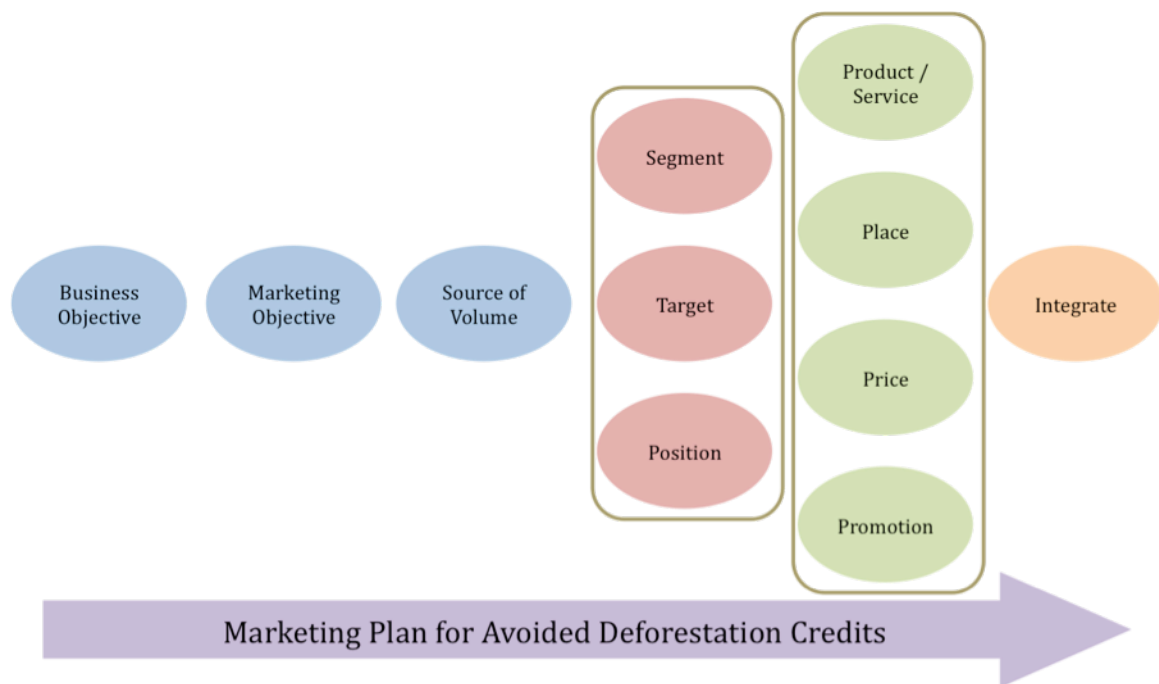 Business
Objective
Marketing
Objective
Source of
Volume
Segment
Target
Position
Product /
Service
Place
Price
Promotion
Integrate
Marketing Plan for Avoided Deforestation Credits